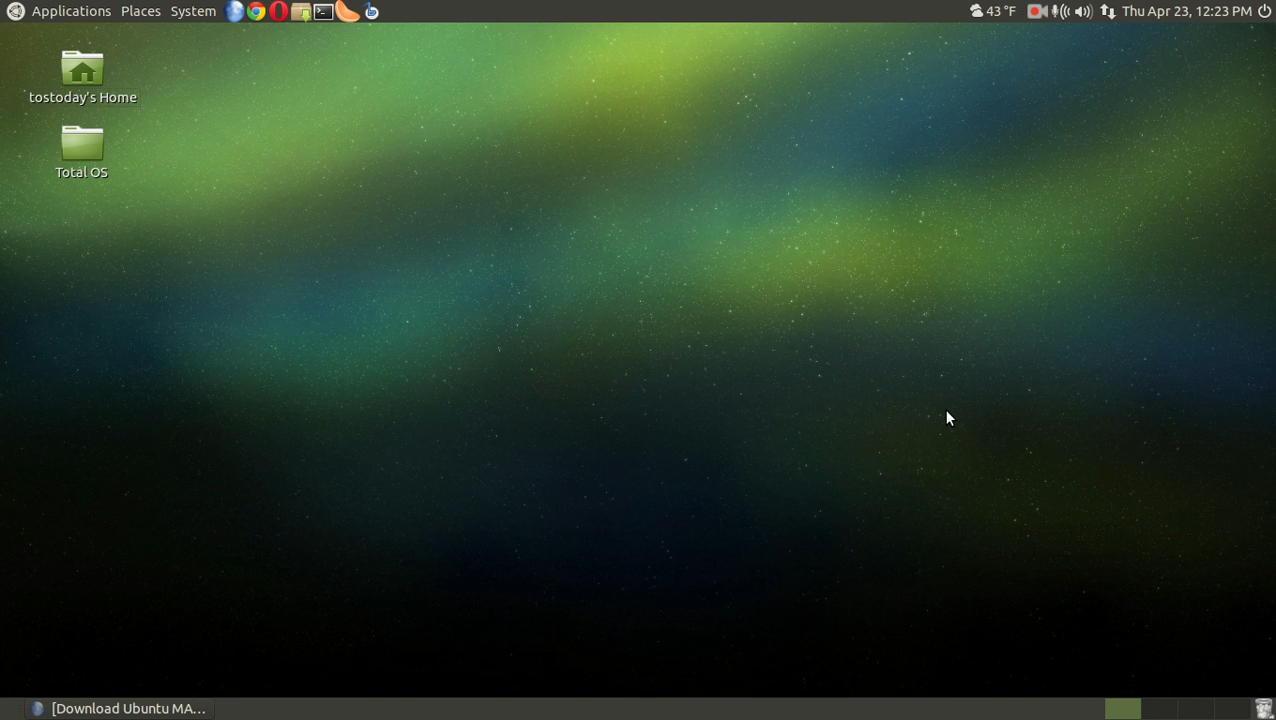 Applications Places System 43 °F Thu Apr 23, 12:23 PM
tostoday's Home
Total OS
[Download Ubuntu MA...